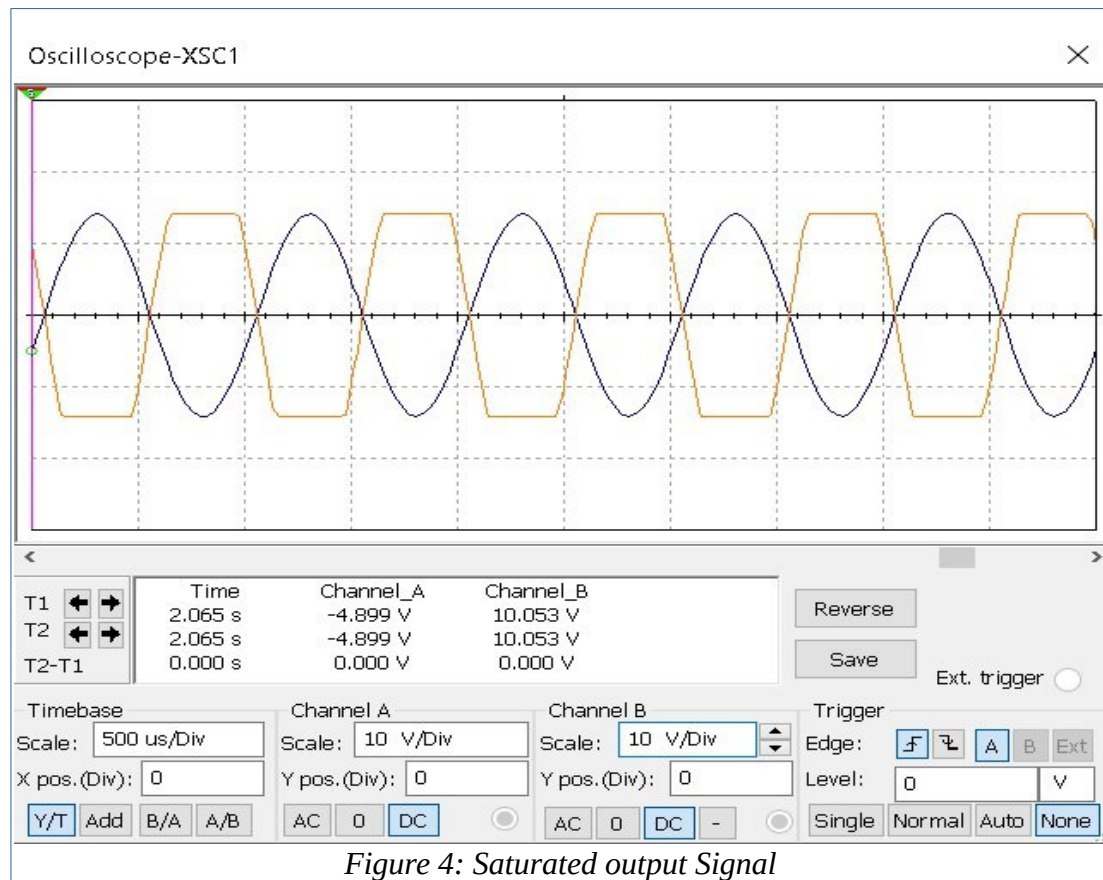 Oscilloscope-XSC1
Time Channel_A Channel_B
T1 2.065 s -4.899 V 10.053 V
T2 2.065 s -4.899 V 10.053 V
T2-T1 0.000 s 0.000 V 0.000 V
Reverse
Save
Ext. trigger
Timebase
Scale: 500 us/Div
X pos.(Div): 0
Y/T Add B/A A/B
Channel A
Scale: 10 V/Div
Y pos.(Div): 0
AC 0 DC
Channel B
Scale: 10 V/Div
Y pos.(Div): 0
AC 0 DC -
Trigger
Edge: A B Ext
Level: 0 V
Single Normal Auto None
Figure 4: Saturated output Signal